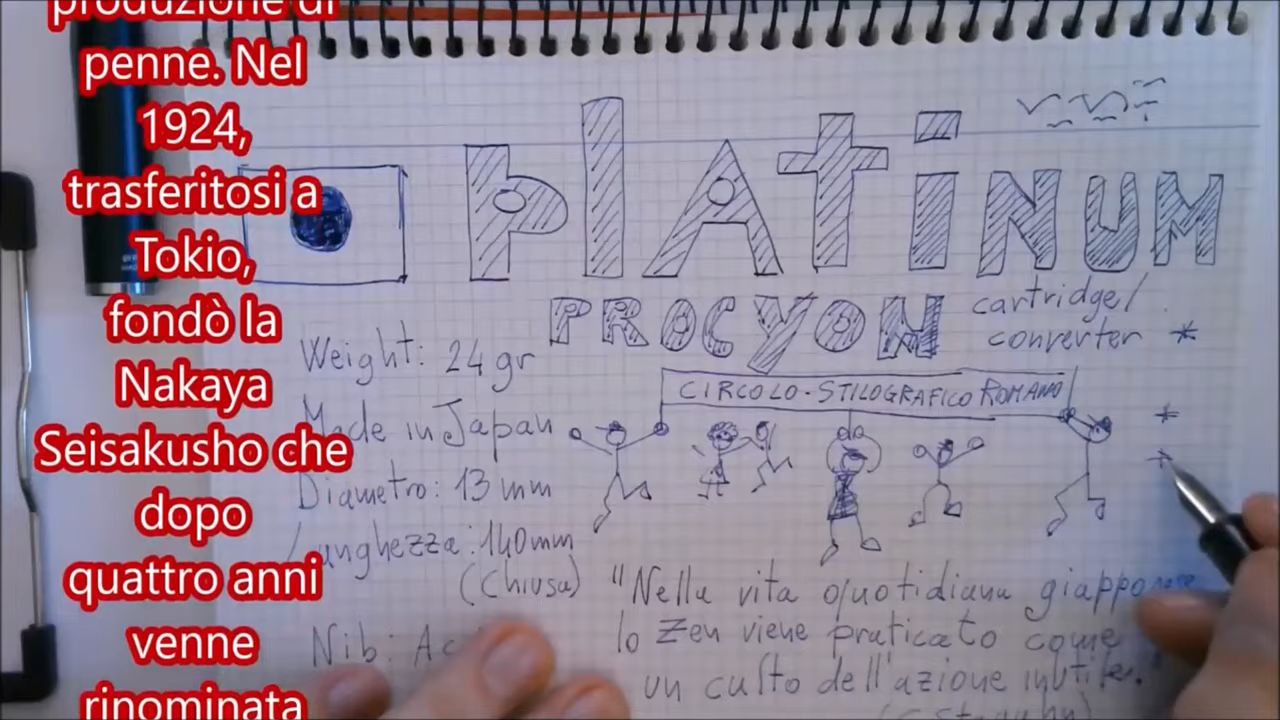 produzione di
penne. Nel
1924,
trasferitosi a
Tokio,
fondò la
Nakaya
Seisakusho che
dopo
quattro anni
venne
rinominata
PlATiNUM
PROCYON
cartridge/
converter *
*
*
Weight: 24 gr
Made in Japan
Diametro: 13 mm
Lunghezza: 140mm
(Chiusa)
Nib:
CIRCOLO-STILOGRAFICO ROMANO
"Nella vita quotidiana giapponese
lo Zen viene praticato come
un culto dell'azione inutile."